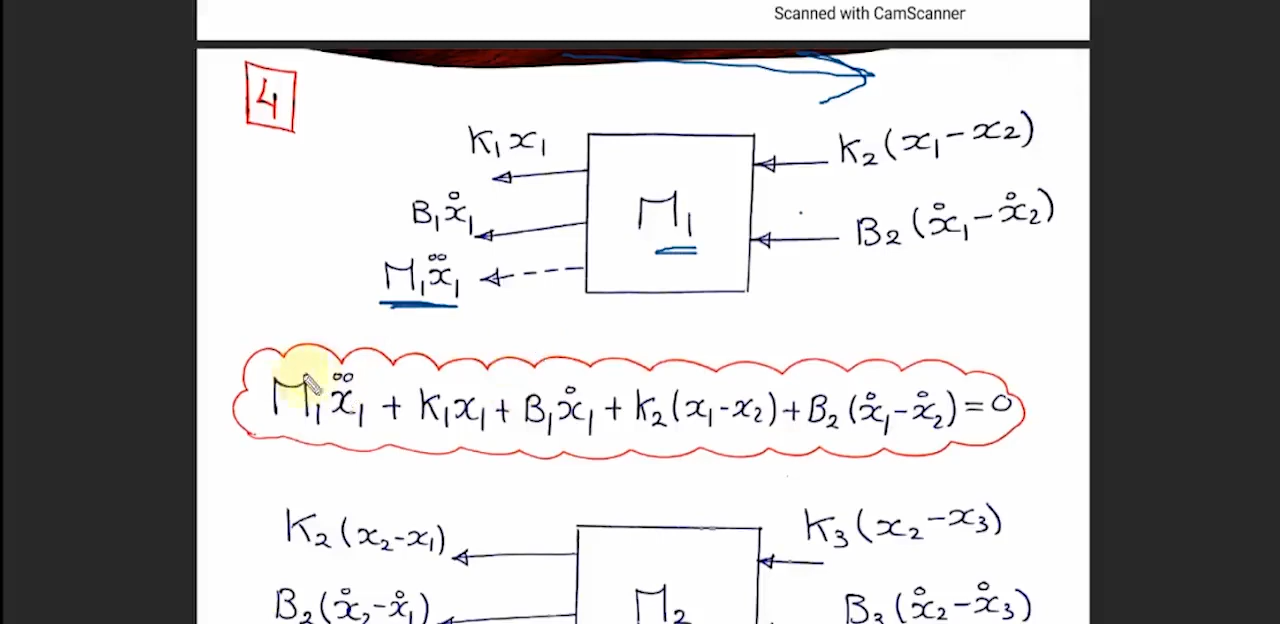 Scanned with CamScanner
4
K₁x₁
K₂(x₁-x₂)
M₁
B₁ẋ₁
B₂(ẋ₁-ẋ₂)
M₁ẍ₁
M₁ẍ₁ + K₁x₁ + B₁ẋ₁ + K₂(x₁-x₂) + B₂(ẋ₁-ẋ₂) = 0
K₂(x₂-x₁)
K₃(x₂-x₃)
M₂
B₂(ẋ₂-ẋ₁)
B₃(ẋ₂-ẋ₃)